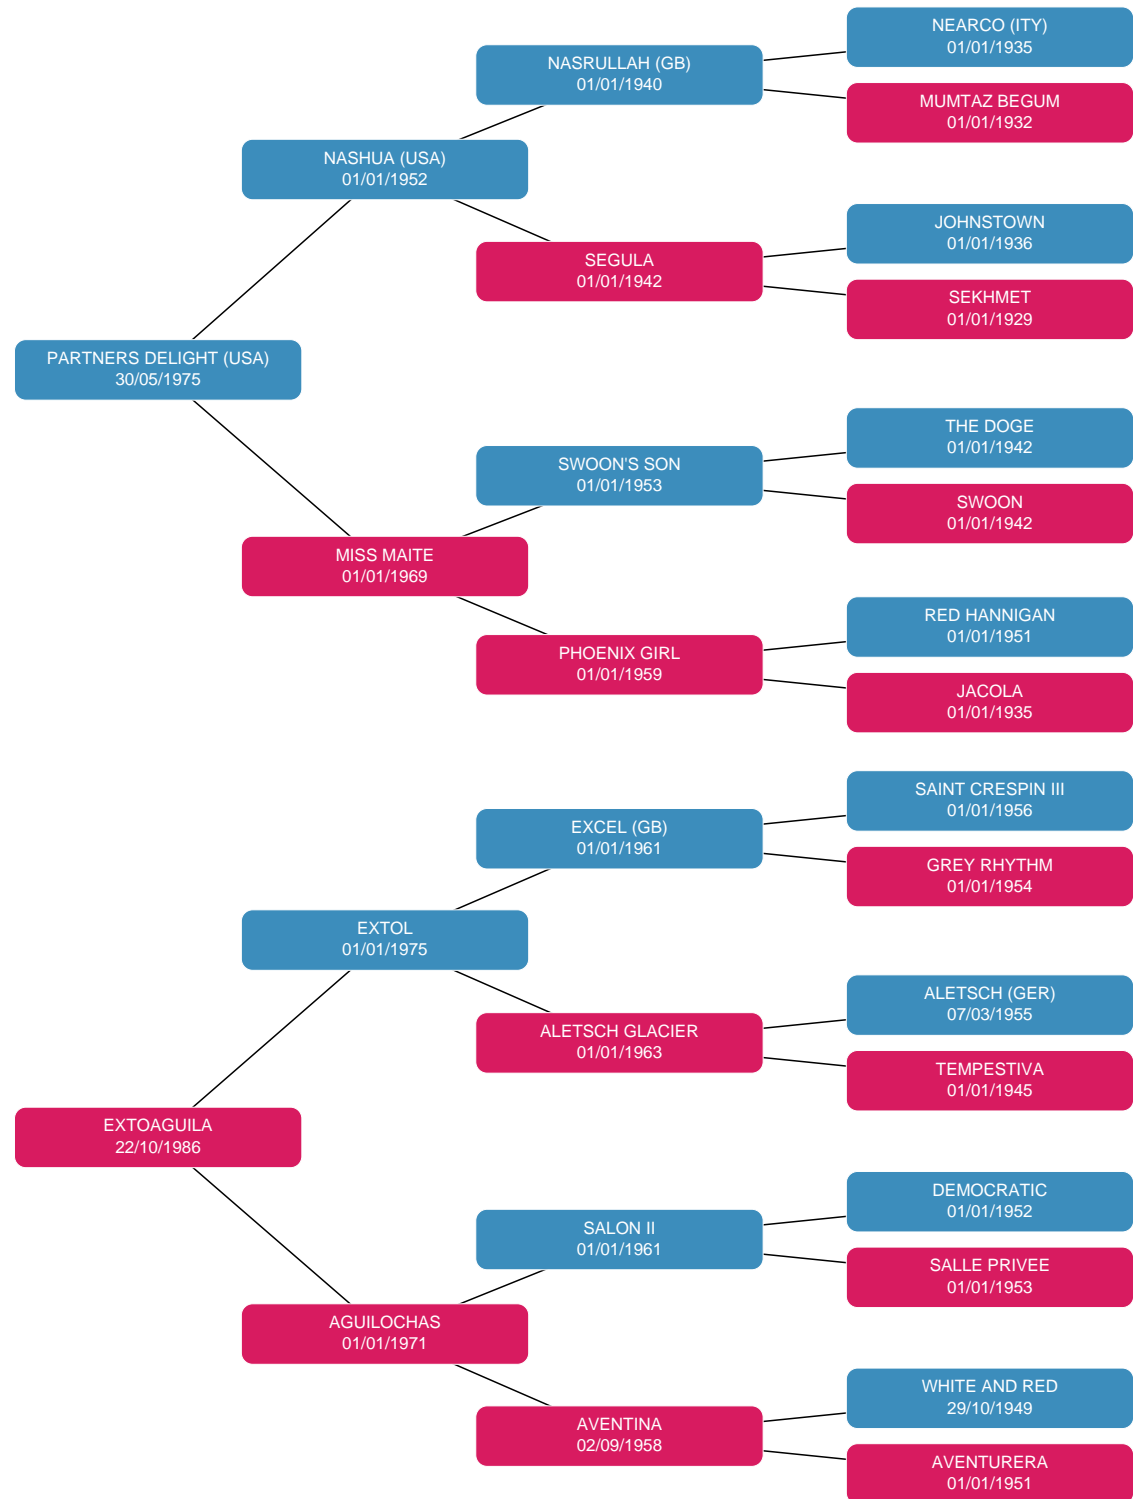 NEARCO (ITY)
01/01/1935
NASRULLAH (GB)
01/01/1940
MUMTAZ BEGUM
01/01/1932
NASHUA (USA)
01/01/1952
JOHNSTOWN
01/01/1936
SEGULA
01/01/1942
SEKHMET
01/01/1929
PARTNERS DELIGHT (USA)
30/05/1975
THE DOGE
01/01/1942
SWOON'S SON
01/01/1953
SWOON
01/01/1942
MISS MAITE
01/01/1969
RED HANNIGAN
01/01/1951
PHOENIX GIRL
01/01/1959
JACOLA
01/01/1935
SAINT CRESPIN III
01/01/1956
EXCEL (GB)
01/01/1961
GREY RHYTHM
01/01/1954
EXTOL
01/01/1975
ALETSCH (GER)
07/03/1955
ALETSCH GLACIER
01/01/1963
TEMPESTIVA
01/01/1945
EXTOAGUILA
22/10/1986
DEMOCRATIC
01/01/1952
SALON II
01/01/1961
SALLE PRIVEE
01/01/1953
AGUILOCHAS
01/01/1971
WHITE AND RED
29/10/1949
AVENTINA
02/09/1958
AVENTURERA
01/01/1951